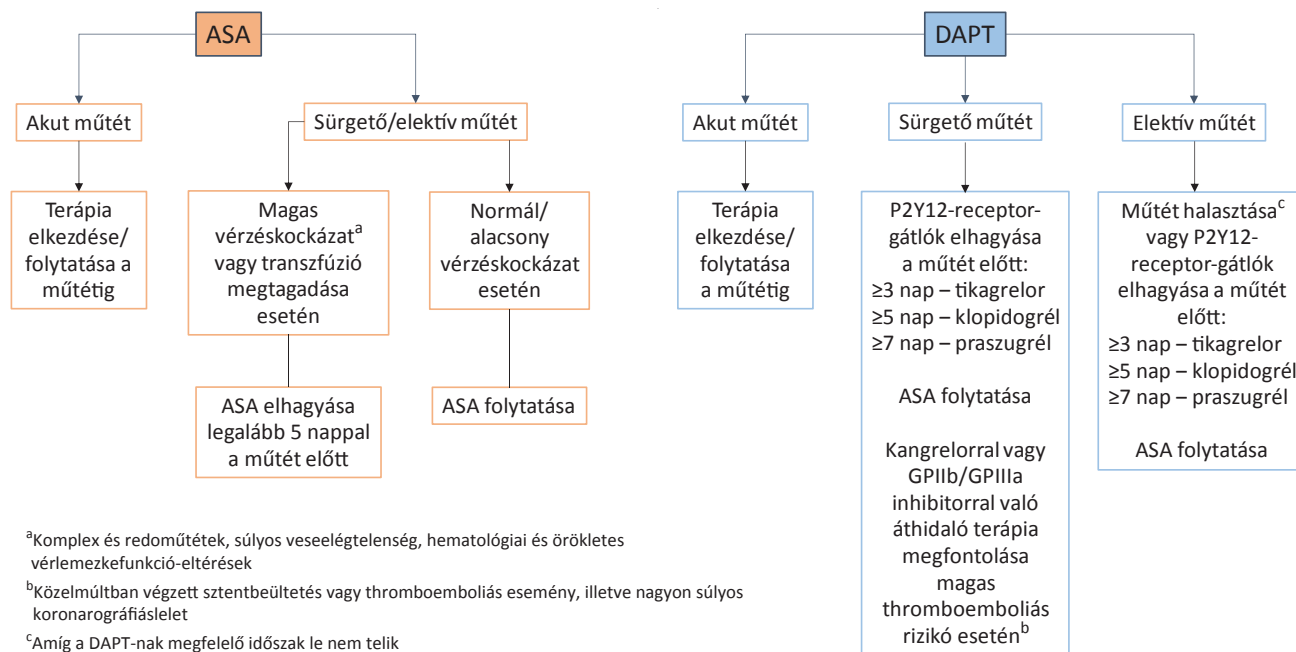 ASA
Akut műtét
Sürgető/elektív műtét
Terápia
elkezdése/
folytatása a
műtétig
Magas
vérzéskockázatᵃ
vagy transzfúzió
megtagadása
esetén
Normál/
alacsony
vérzéskockázat
esetén
ASA elhagyása
legalább 5 nappal
a műtét előtt
ASA folytatása
DAPT
Akut műtét
Sürgető műtét
Elektív műtét
Terápia
elkezdése/
folytatása
a műtétig
P2Y12-receptor-
gátlók elhagyása
a műtét előtt:
≥3 nap – tikagrelor
≥5 nap – klopidogrél
≥7 nap – praszugrél
ASA folytatása
Kangrelorral vagy
GPIIb/GPIIIa
inhibitorral való
áthidaló terápia
megfontolása
magas
thromboemboliás
rizikó eseténᵇ
Műtét halasztásaᶜ
vagy P2Y12-
receptor-gátlók
elhagyása a műtét
előtt:
≥3 nap – tikagrelor
≥5 nap – klopidogrél
≥7 nap – praszugrél
ASA folytatása
ᵃKomplex és redoműtétek, súlyos veseelégtelenség, hematológiai és örökletes
vérlemezkefunkció-eltérések
ᵇKözelmúltban végzett sztentbeültetés vagy thromboemboliás esemény, illetve nagyon súlyos
koronarográfiáslelet
ᶜAmíg a DAPT-nak megfelelő időszak le nem telik